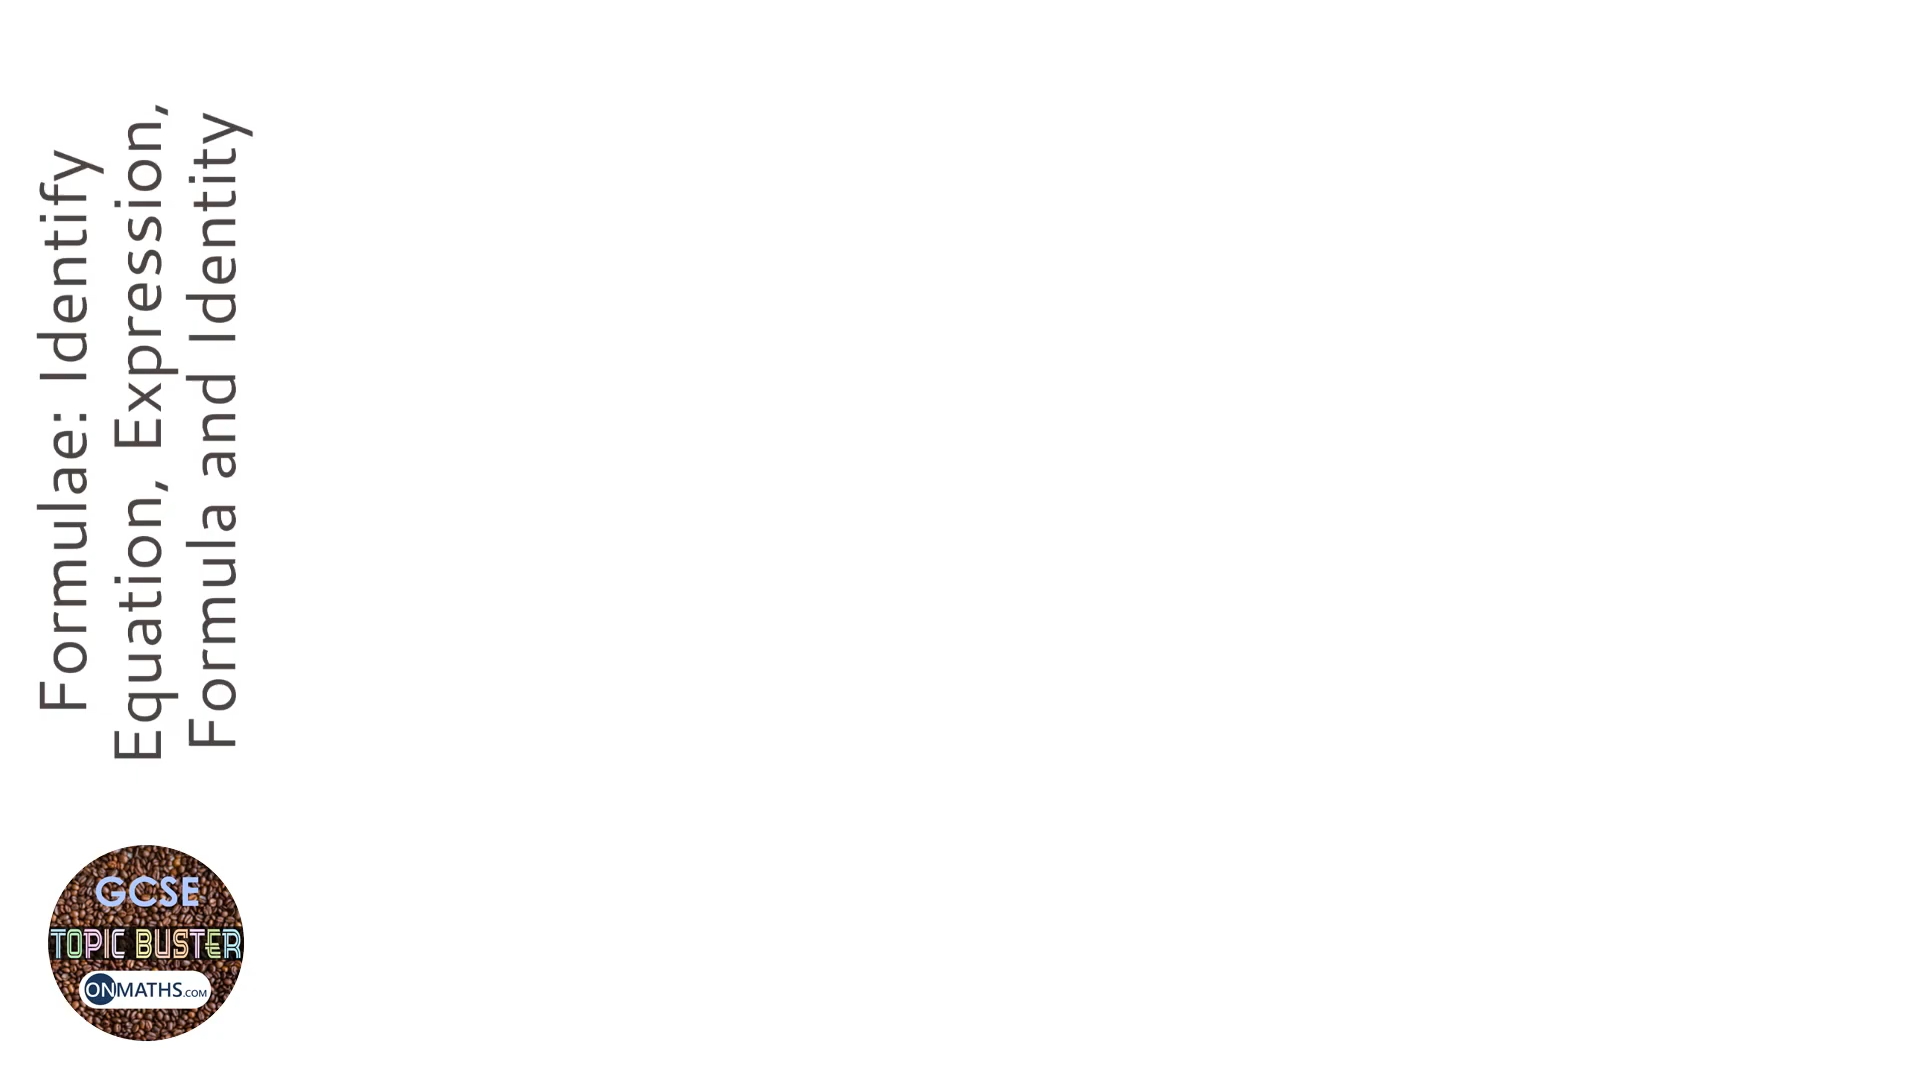 Formulae: Identify
Equation, Expression,
Formula and Identity
GCSE
TOPIC BUSTER
ONMATHS.COM